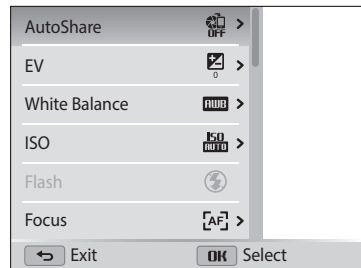 AutoShare OFF
EV 0
White Balance AWB
ISO ISO AUTO
Flash
Focus AF
Exit OK Select